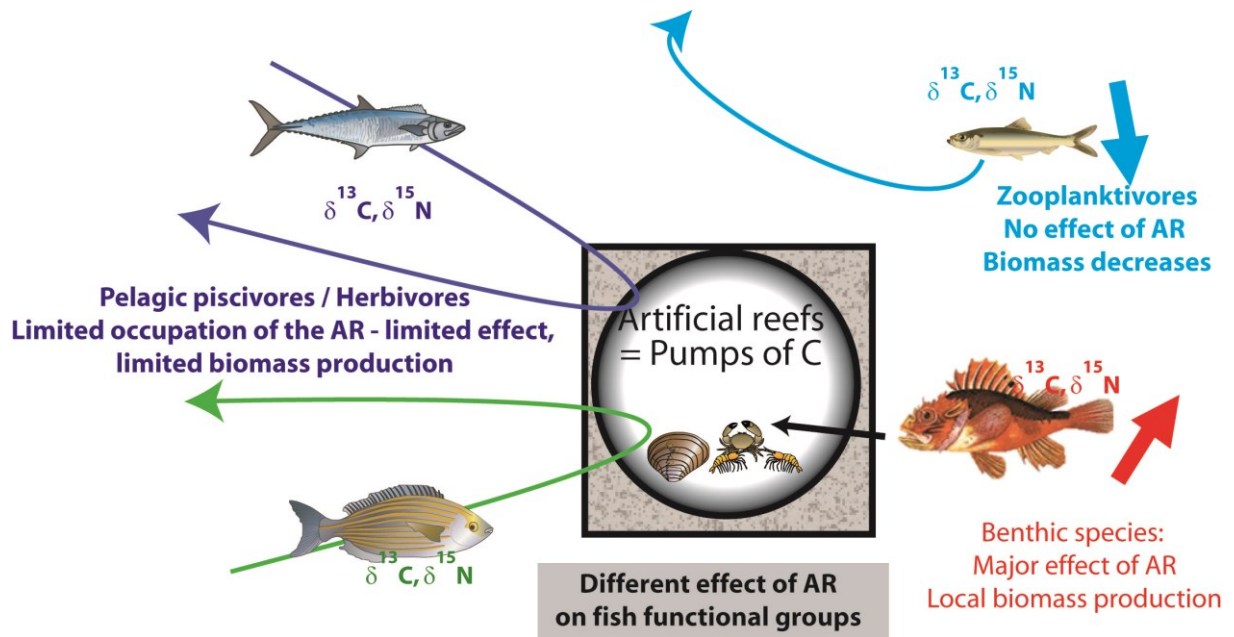 δ¹³C, δ¹⁵N
Zooplanktivores
No effect of AR
Biomass decreases
δ¹³C, δ¹⁵N
Pelagic piscivores / Herbivores
Limited occupation of the AR - limited effect,
limited biomass production
Artificial reefs
= Pumps of C
δ¹³C, δ¹⁵N
Benthic species:
Major effect of AR
Local biomass production
δ¹³C, δ¹⁵N
Different effect of AR
on fish functional groups